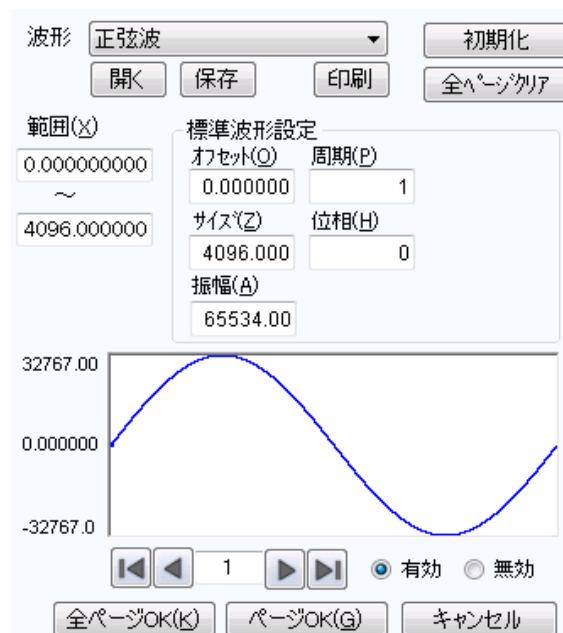 波形 正弦波 初期化
開く 保存 印刷 全ページクリア
範囲(X) 標準波形設定
オフセット(O) 周期(P)
0.000000000 0.000000 1
～ サイズ(Z) 位相(H)
4096.000000 4096.000 0
振幅(A)
65534.00
32767.00
0.000000
-32767.0
1 有効 無効
全ページOK(K) ページOK(G) キャンセル